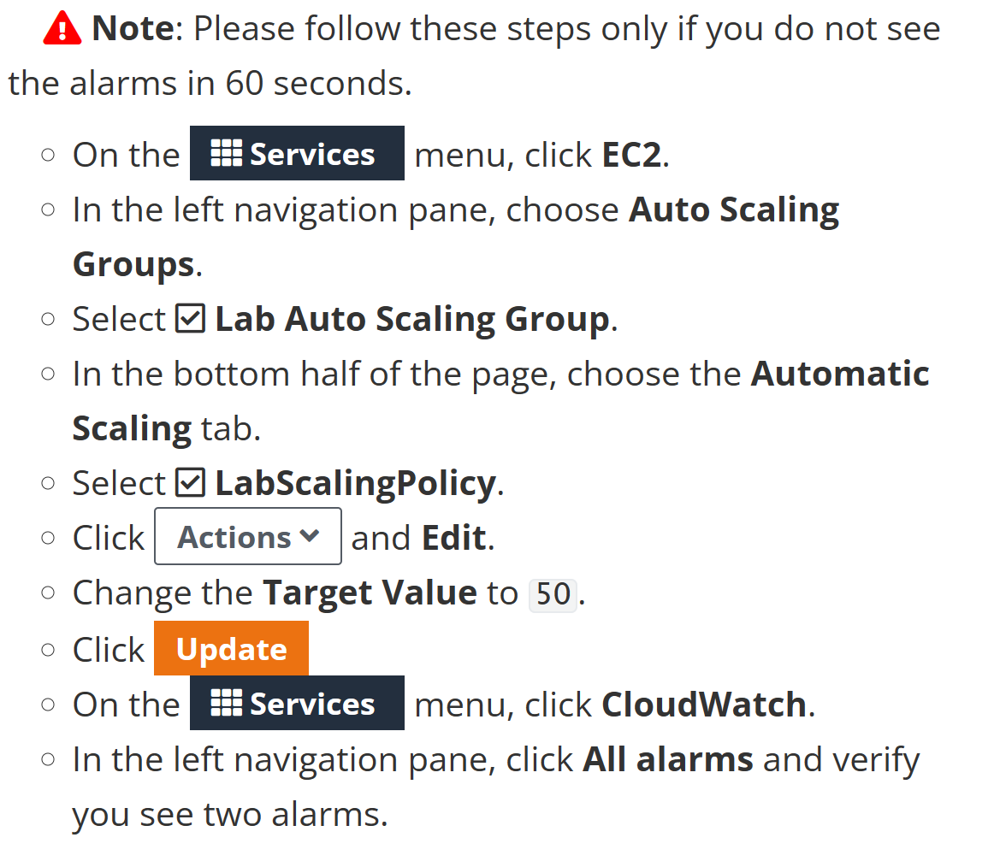 Note: Please follow these steps only if you do not see
the alarms in 60 seconds.
On the Services menu, click EC2.
In the left navigation pane, choose Auto Scaling
Groups.
Select Lab Auto Scaling Group.
In the bottom half of the page, choose the Automatic
Scaling tab.
Select LabScalingPolicy.
Click Actions and Edit.
Change the Target Value to 50.
Click Update
On the Services menu, click CloudWatch.
In the left navigation pane, click All alarms and verify
you see two alarms.